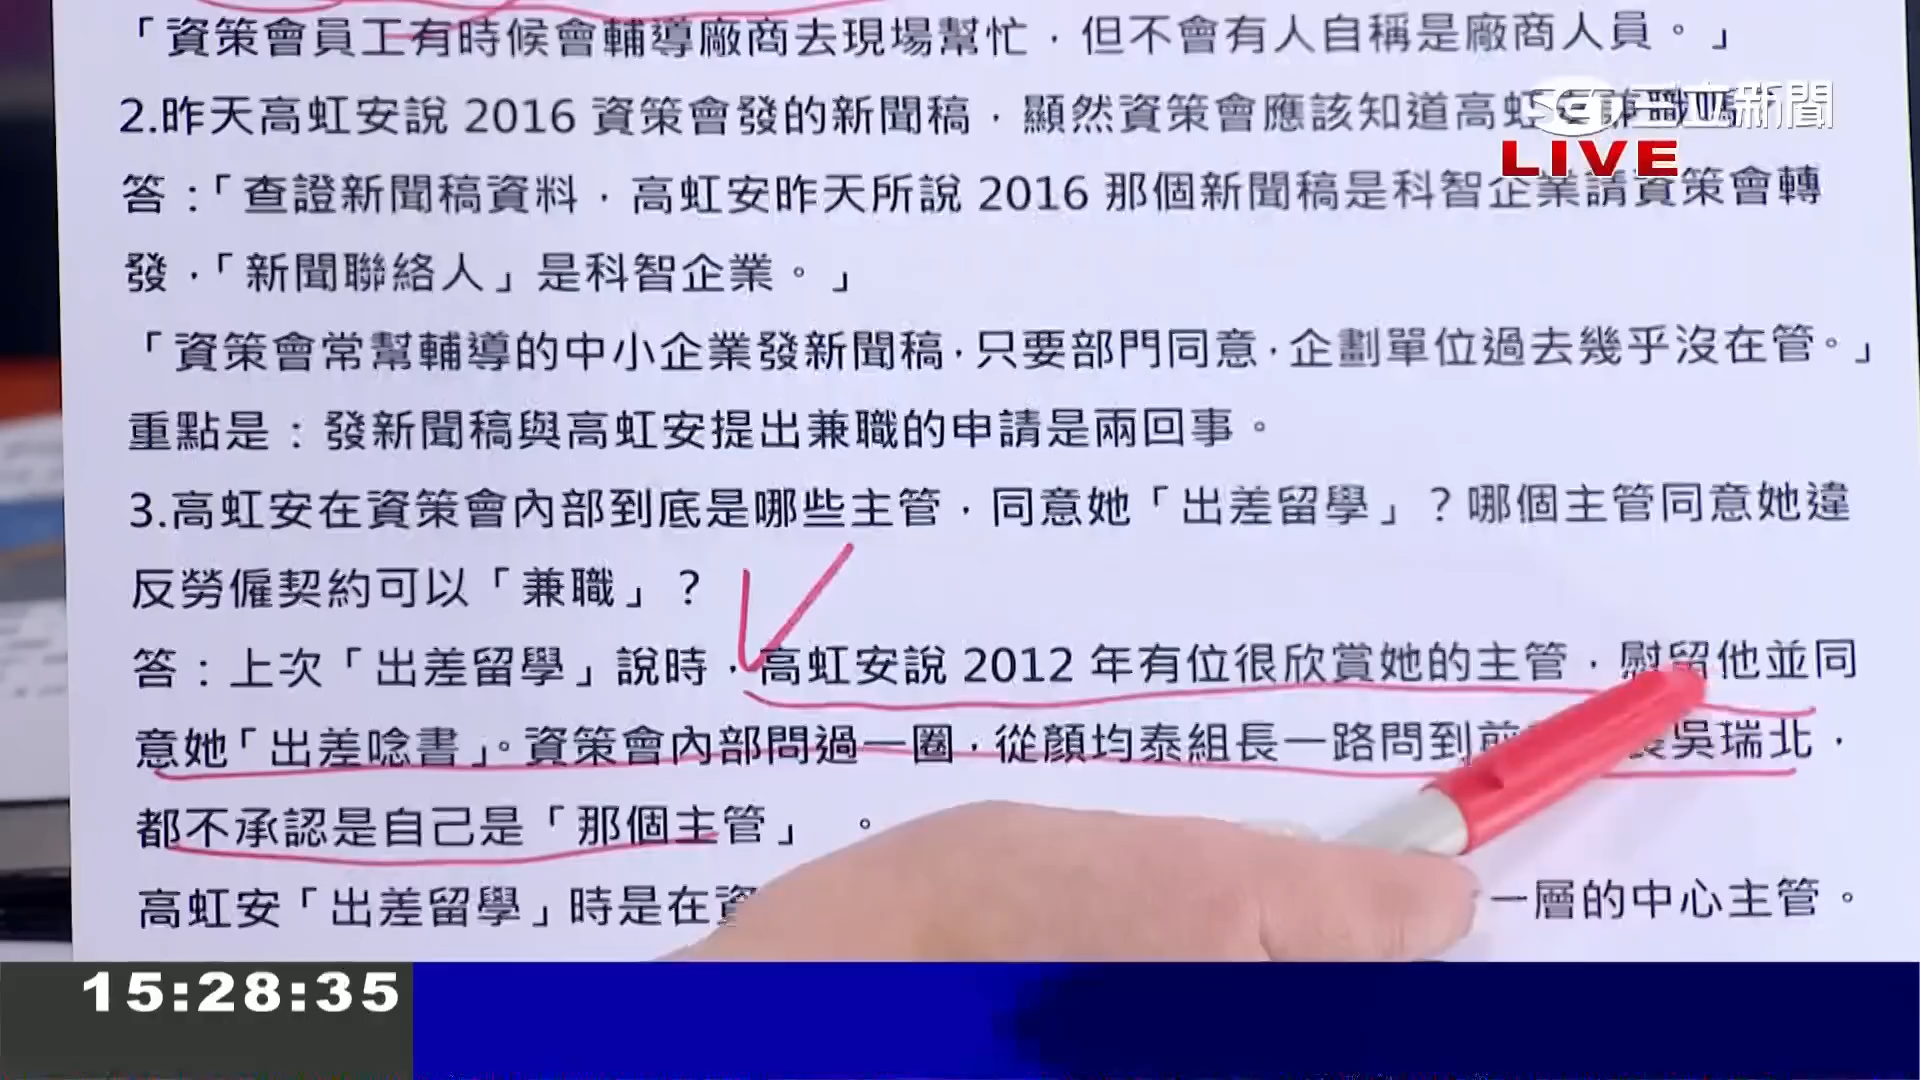 「資策會員工有時候會輔導廠商去現場幫忙，但不會有人自稱是廠商人員。」
2.昨天高虹安說 2016 資策會發的新聞稿，顯然資策會應該知道高虹
三立新聞
LIVE
答：「查證新聞稿資料，高虹安昨天所說 2016 那個新聞稿是科智企業請資策會轉
發，「新聞聯絡人」是科智企業。」
「資策會常幫輔導的中小企業發新聞稿，只要部門同意，企劃單位過去幾乎沒在管。」
重點是：發新聞稿與高虹安提出兼職的申請是兩回事。
3.高虹安在資策會內部到底是哪些主管，同意她「出差留學」？哪個主管同意她違
反勞僱契約可以「兼職」？
答：上次「出差留學」說時，高虹安說 2012 年有位很欣賞她的主管，慰留他並同
意她「出差唸書」。資策會內部問過一圈，從顏均泰組長一路問到前 吳瑞北，
都不承認是自己是「那個主管」。
高虹安「出差留學」時是在資 一層的中心主管。
15:28:35